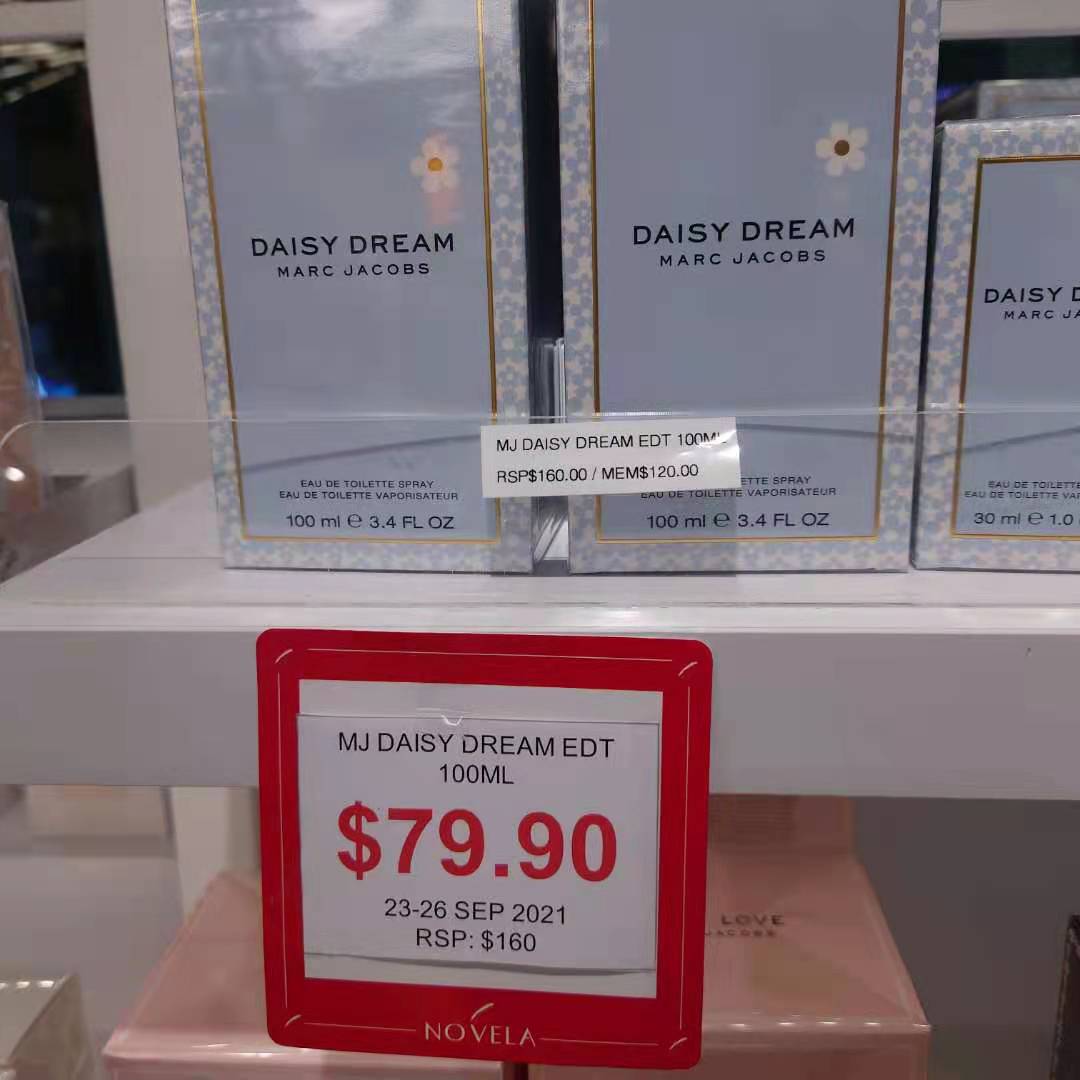 DAISY DREAM
MARC JACOBS
EAU DE TOILETTE SPRAY
EAU DE TOILETTE VAPORISATEUR
100 ml e 3.4 FL OZ
DAISY DREAM
MARC JACOBS
ETTE SPRAY
EAU DE TOILETTE VAPORISATEUR
100 ml e 3.4 FL OZ
DAISY D
MARC JA
EAU DE TOILETTE
EAU DE TOILETTE VA
30 ml e 1.0
MJ DAISY DREAM EDT 100ML
RSP$160.00 / MEM$120.00
MJ DAISY DREAM EDT
100ML
$79.90
23-26 SEP 2021
RSP: $160
NOVELA
LOVE
JACOBS